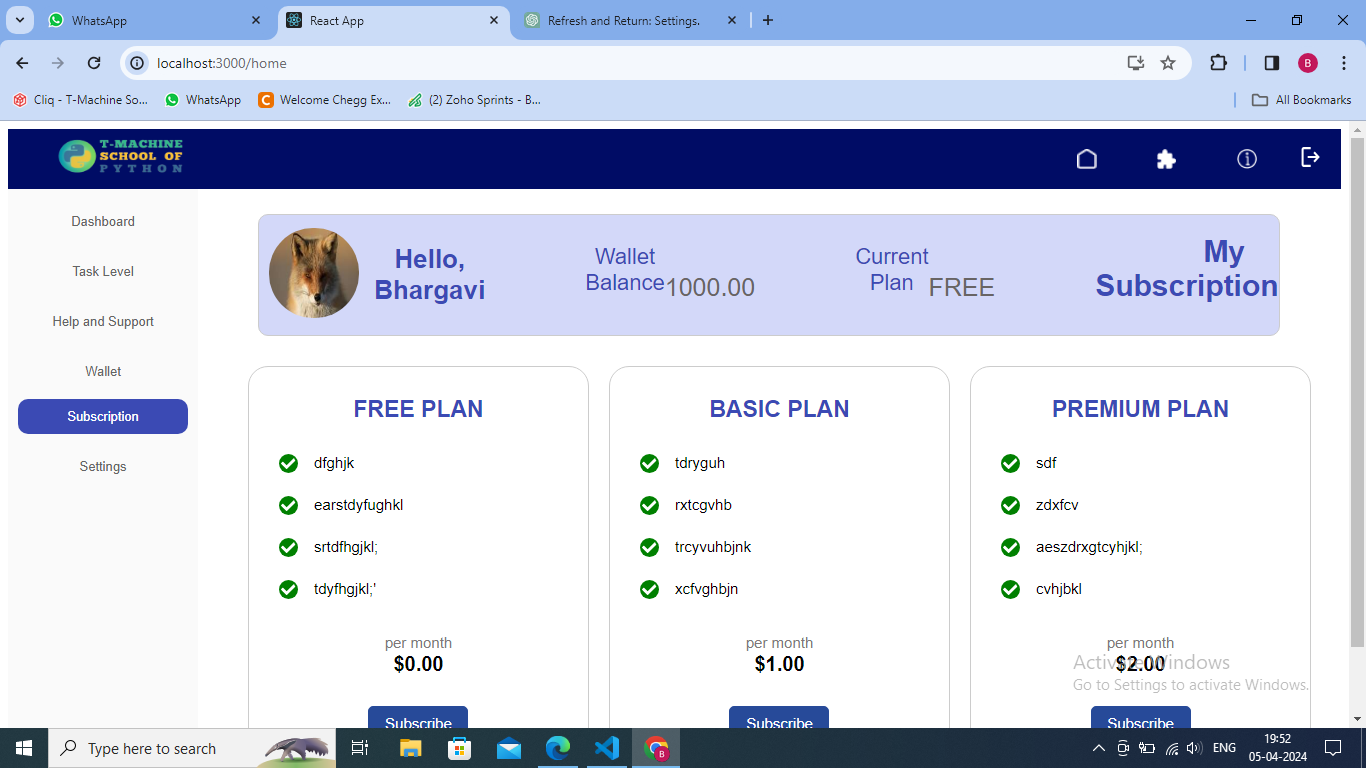 WhatsApp
React App
Refresh and Return: Settings.
localhost:3000/home
B
Cliq - T-Machine So...
WhatsApp
C
Welcome Chegg Ex...
(2) Zoho Sprints - B...
All Bookmarks
T-MACHINE
SCHOOL OF
PYTHON
Dashboard
Task Level
Help and Support
Wallet
Subscription
Settings
Hello,
Bhargavi
Wallet
Balance
1000.00
Current
Plan
FREE
My
Subscription
FREE PLAN
dfghjk
earstdyfughkl
srtdfhgjkl;
tdyfhgjkl;'
per month
$0.00
Subscribe
BASIC PLAN
tdryguh
rxtcgvhb
trcyvuhbjnk
xcfvghbjn
per month
$1.00
Subscribe
PREMIUM PLAN
sdf
zdxfcv
aeszdrxgtcyhjkl;
cvhjbkl
per month
$2.00
Subscribe
Activate Windows
Go to Settings to activate Windows.
Type here to search
B
ENG
19:52
05-04-2024